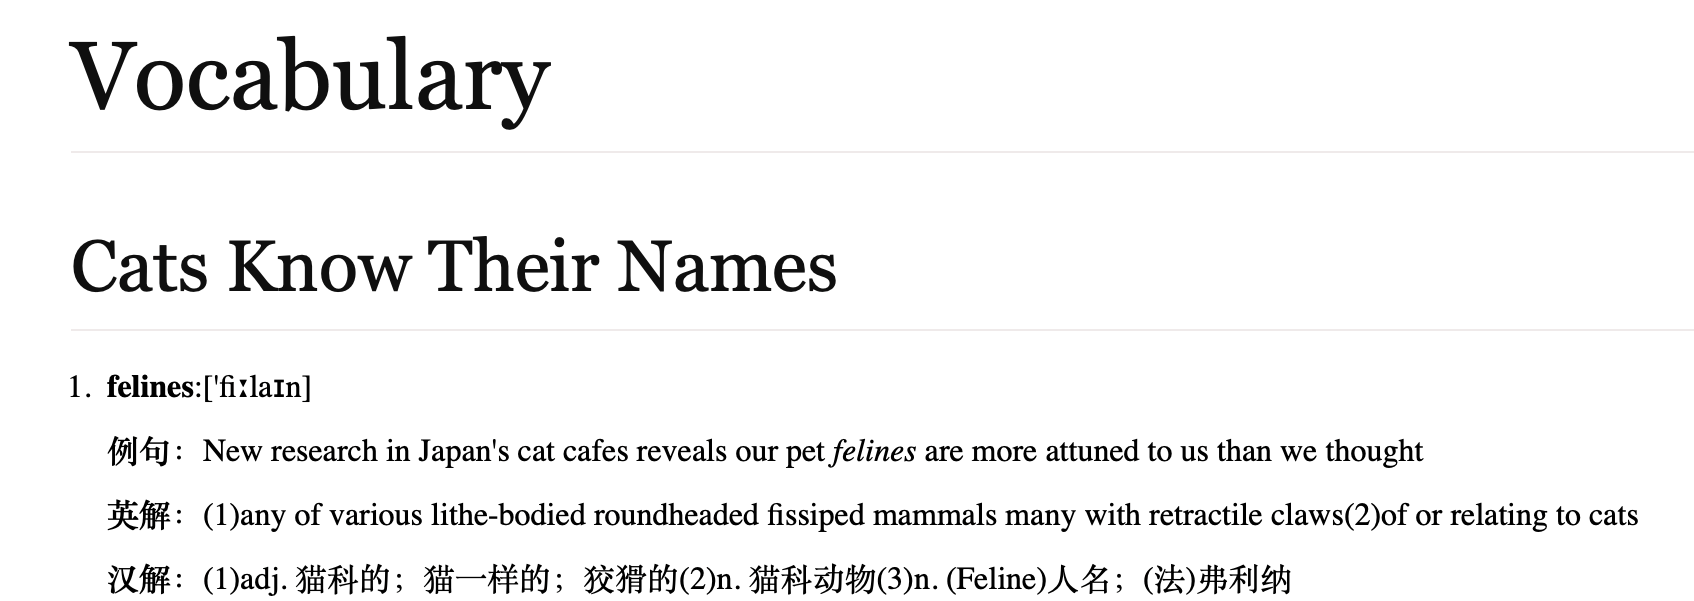 Vocabulary
Cats Know Their Names
1. felines:['fiːlaɪn]
例句：New research in Japan's cat cafes reveals our pet felines are more attuned to us than we thought
英解：(1)any of various lithe-bodied roundheaded fissiped mammals many with retractile claws(2)of or relating to cats
汉解：(1)adj. 猫科的；猫一样的；狡猾的(2)n. 猫科动物(3)n. (Feline)人名；(法)弗利纳